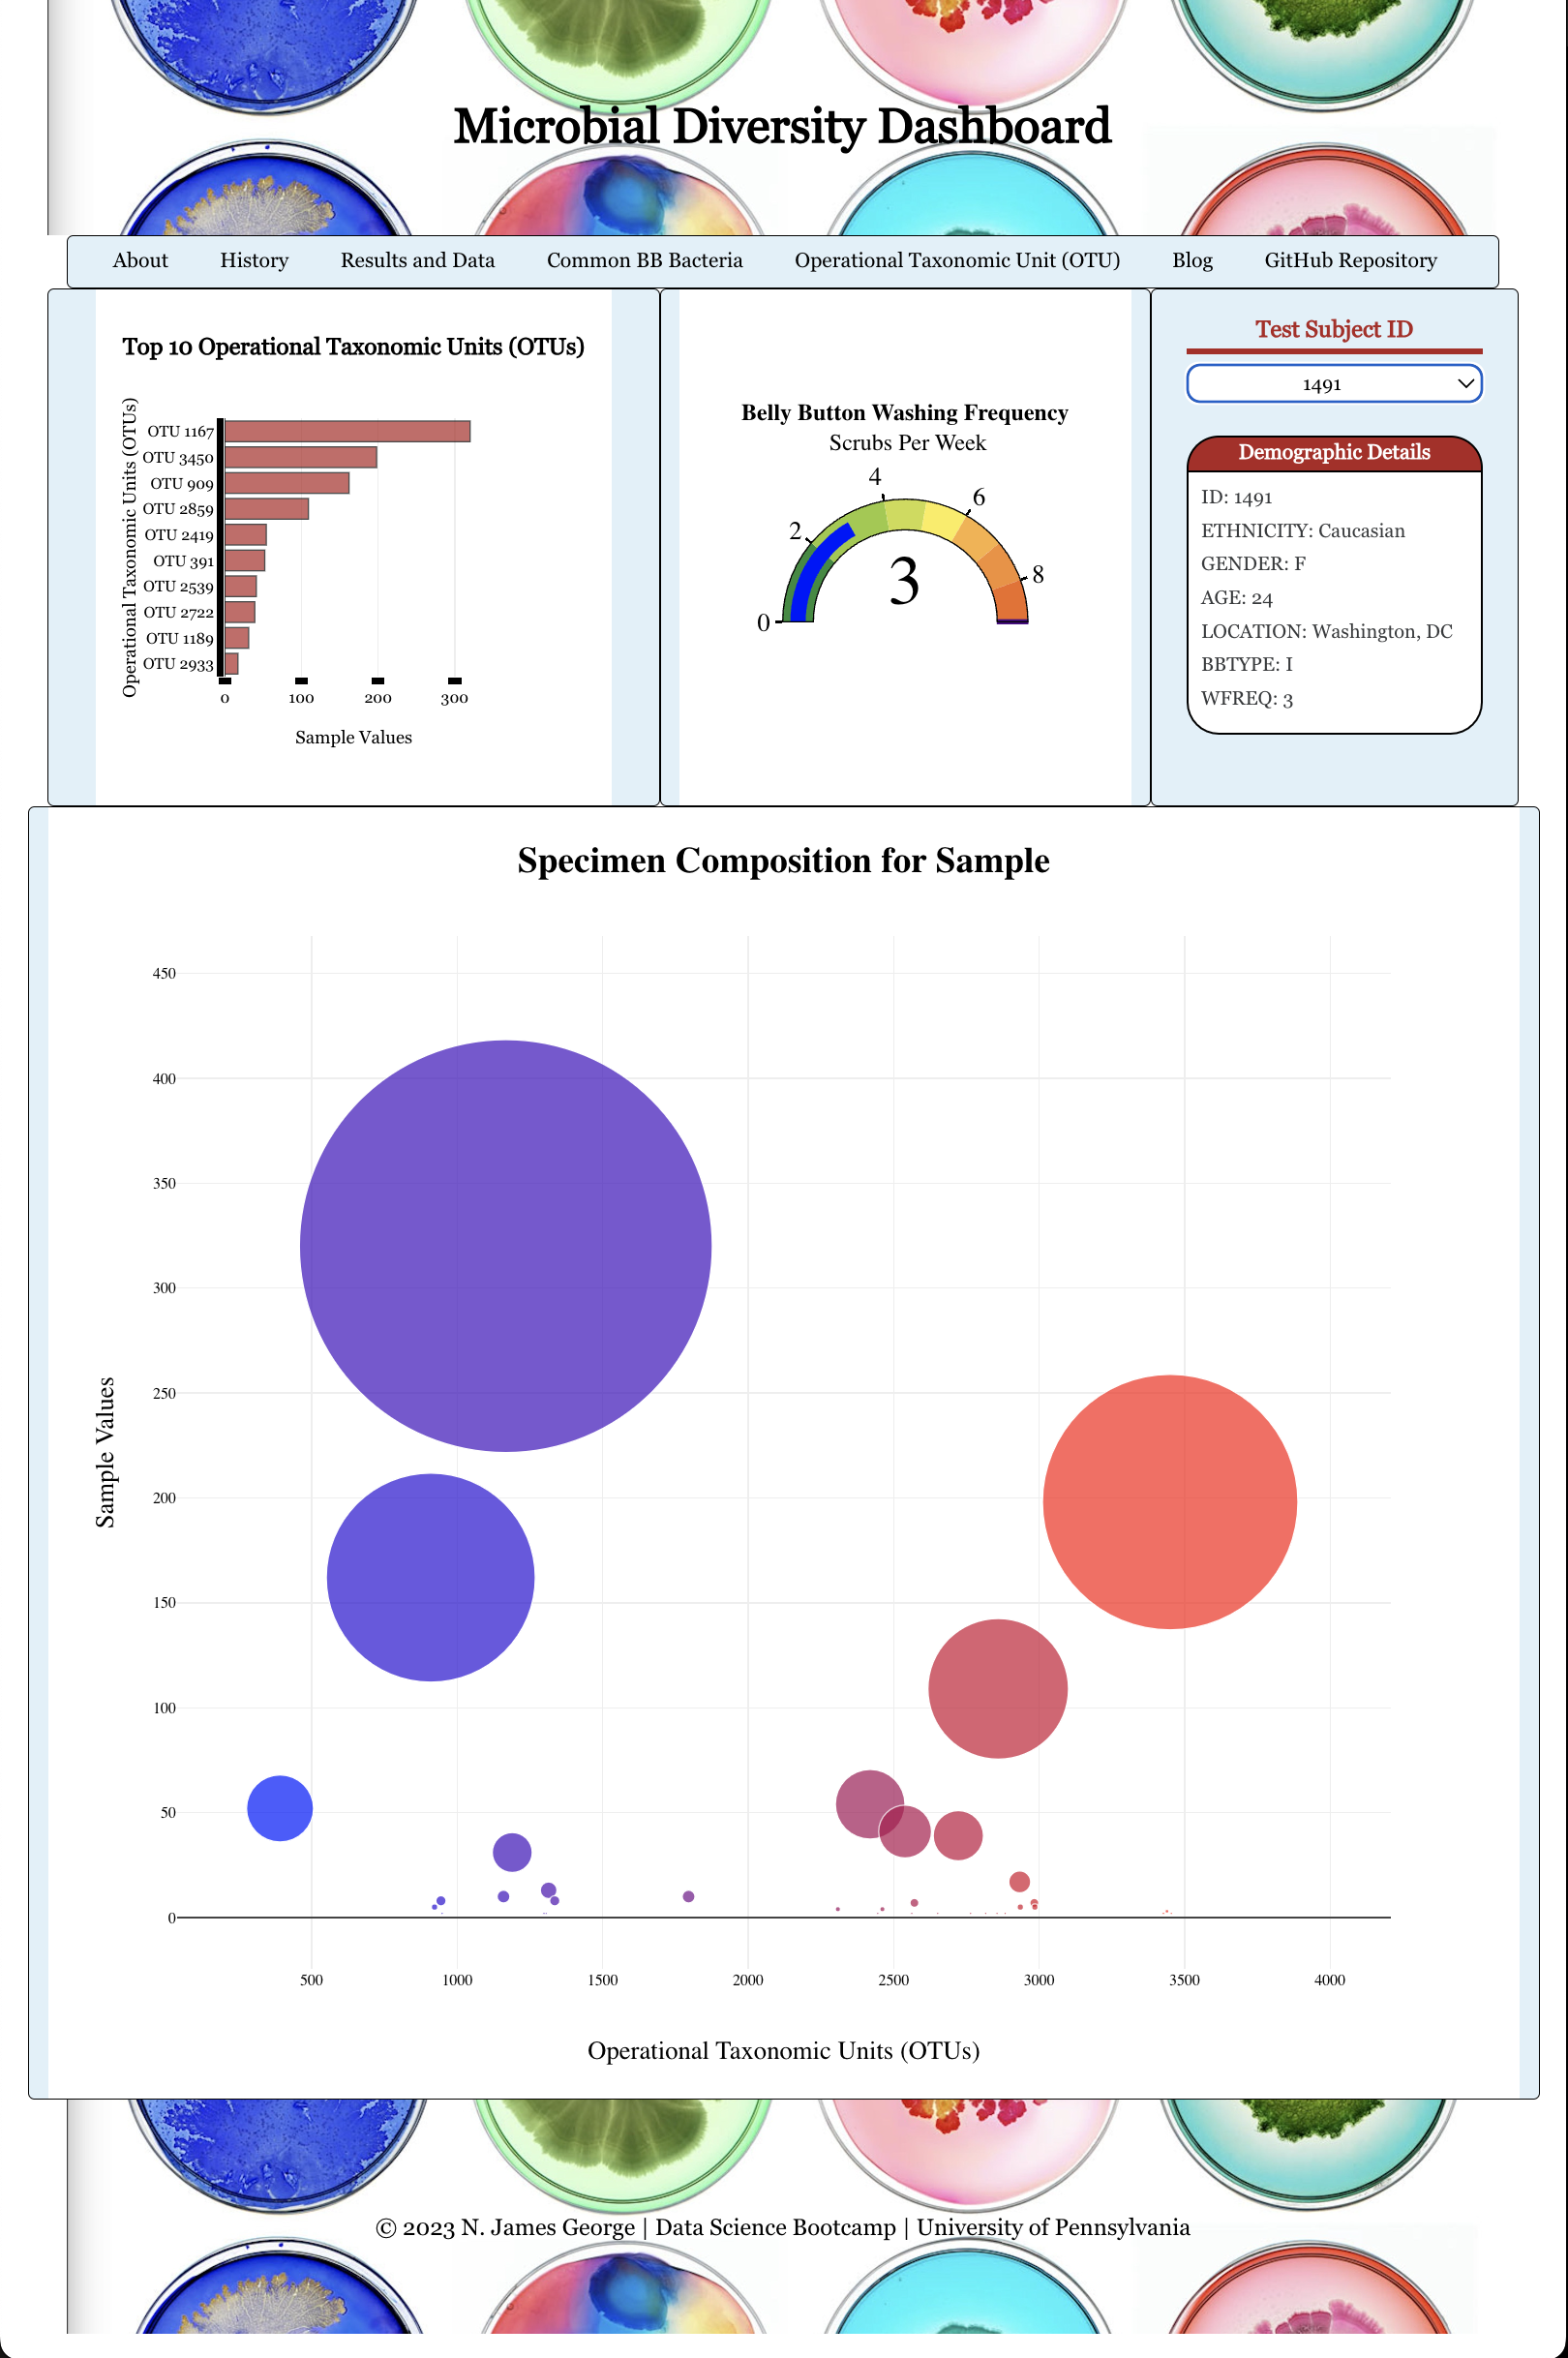 Microbial Diversity Dashboard
About History Results and Data Common BB Bacteria Operational Taxonomic Unit (OTU) Blog GitHub Repository
Top 10 Operational Taxonomic Units (OTUs)
Operational Taxonomic Units (OTUs)
OTU 1167
OTU 3450
OTU 909
OTU 2859
OTU 2419
OTU 391
OTU 2539
OTU 2722
OTU 1189
OTU 2933
0 100 200 300
Sample Values
Belly Button Washing Frequency
Scrubs Per Week
0 2 4 6 8
3
Test Subject ID
1491
Demographic Details
ID: 1491
ETHNICITY: Caucasian
GENDER: F
AGE: 24
LOCATION: Washington, DC
BBTYPE: I
WFREQ: 3
Specimen Composition for Sample
Sample Values
450
400
350
300
250
200
150
100
50
0
500 1000 1500 2000 2500 3000 3500 4000
Operational Taxonomic Units (OTUs)
© 2023 N. James George | Data Science Bootcamp | University of Pennsylvania